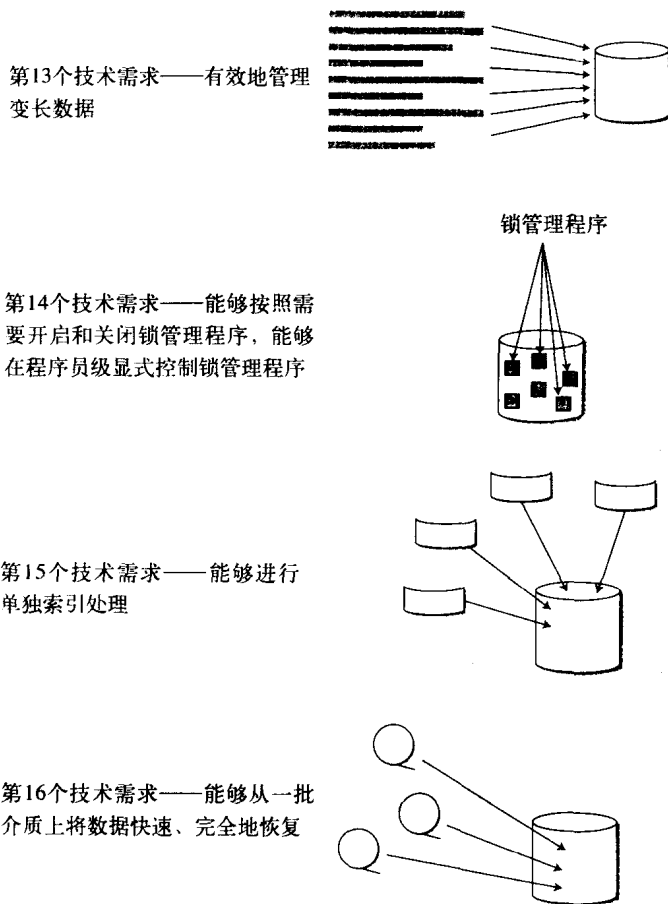 第13个技术需求——有效地管理
变长数据
锁管理程序
第14个技术需求——能够按照需
要开启和关闭锁管理程序，能够
在程序员级显式控制锁管理程序
第15个技术需求——能够进行
单独索引处理
第16个技术需求——能够从一批
介质上将数据快速、完全地恢复